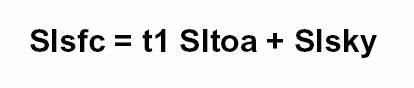 Slsfc = t1 Sltoa + Slsky